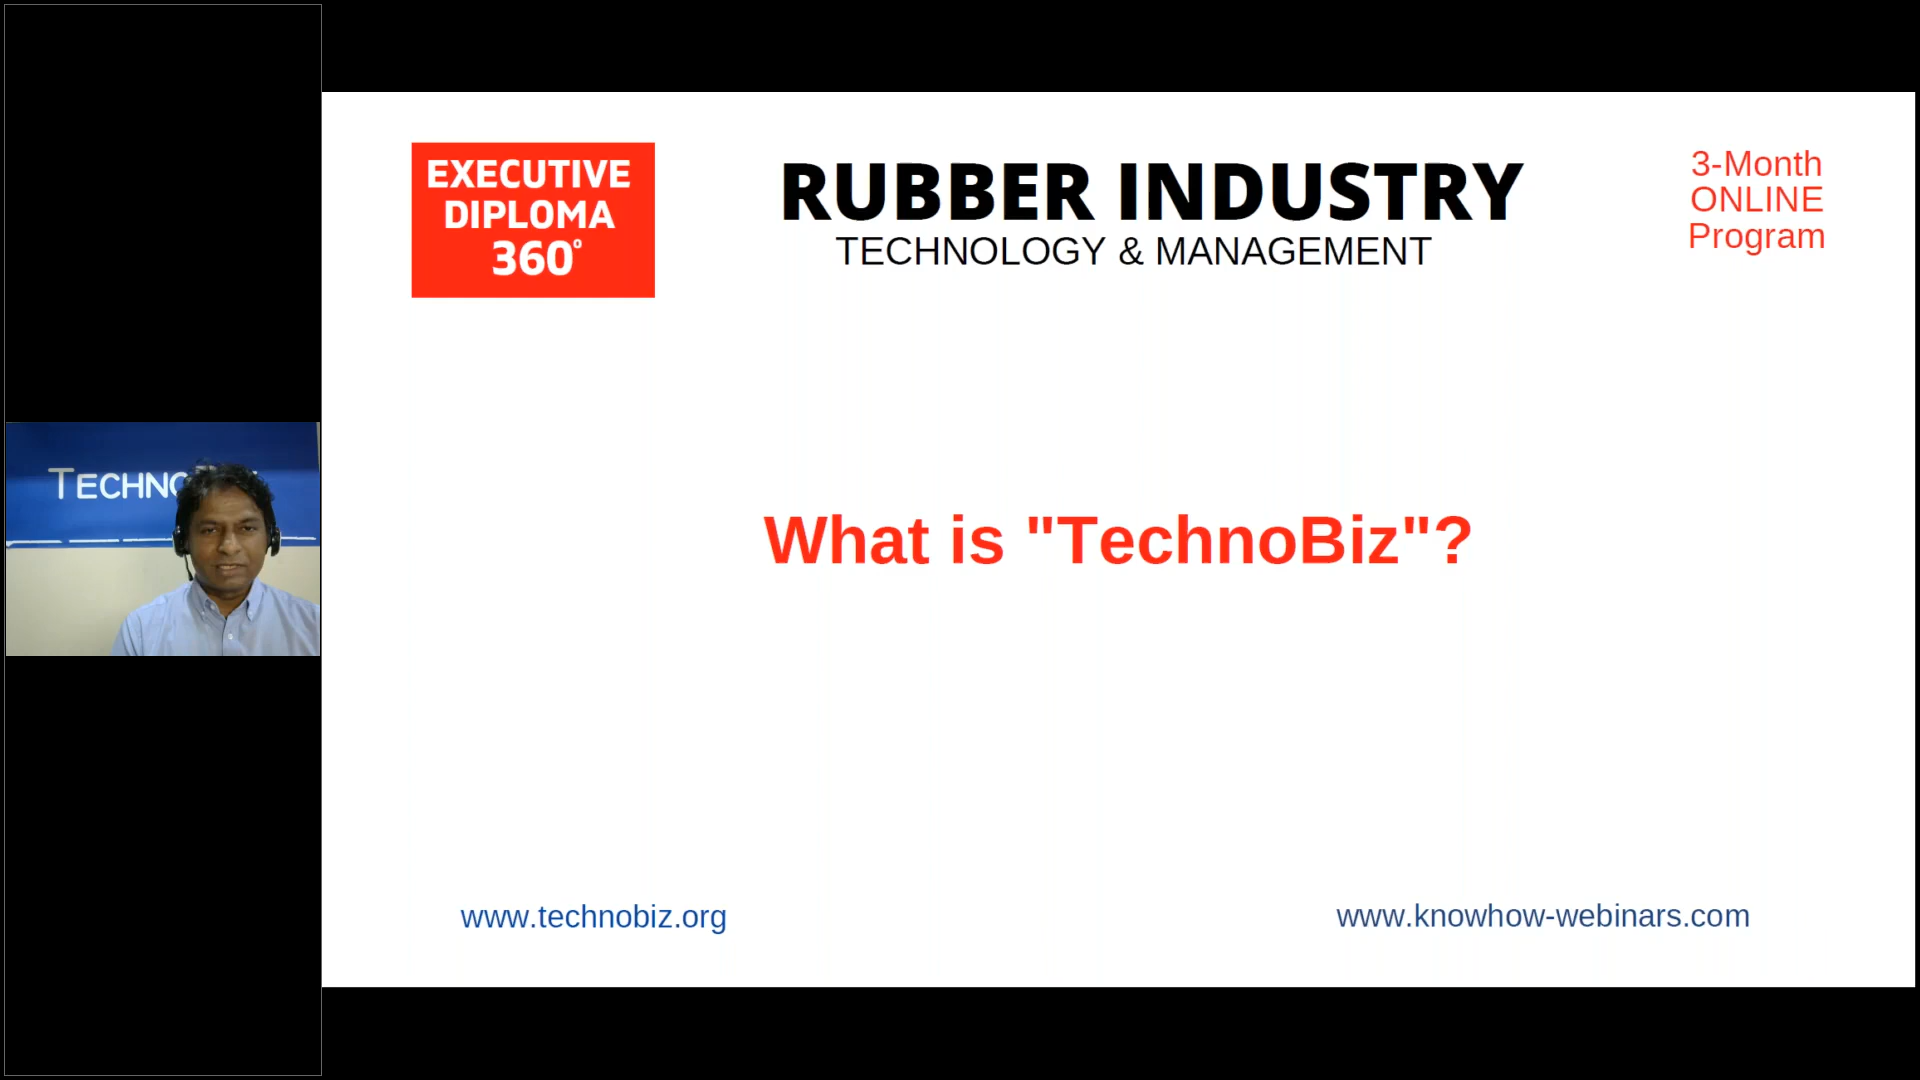 EXECUTIVE
DIPLOMA
360°
RUBBER INDUSTRY
TECHNOLOGY & MANAGEMENT
3-Month
ONLINE
Program
TECHNO
What is "TechnoBiz"?
www.technobiz.org
www.knowhow-webinars.com